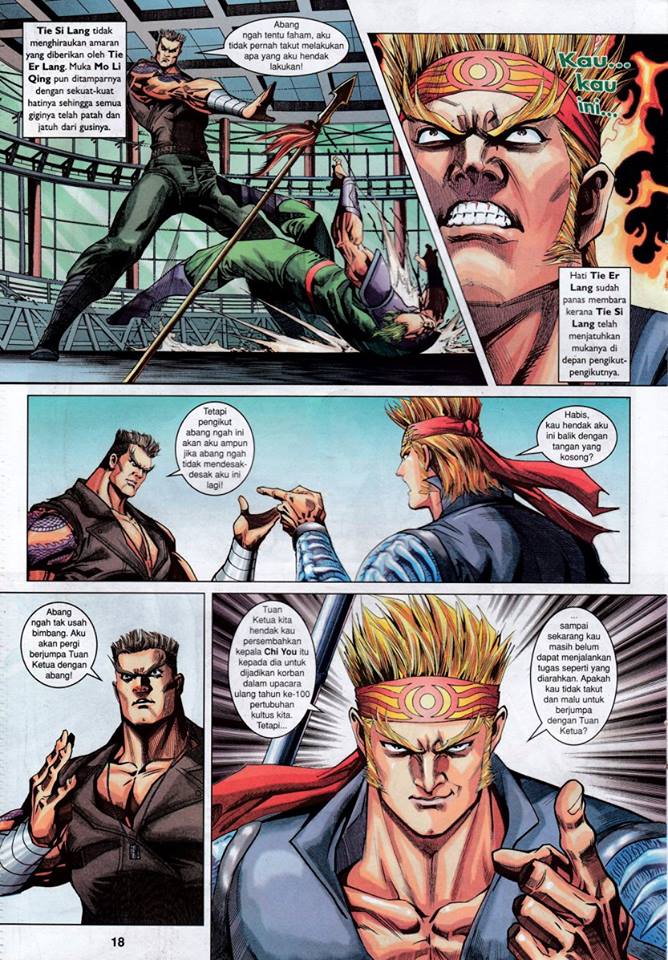 Tie Si Lang tidak
menghiraukan amaran
yang diberikan oleh Tie
Er Lang. Muka Mo Li
Qing pun ditamparnya
dengan sekuat-kuat
hatinya sehingga semua
giginya telah patah dan
jatuh dari gusinya.
Abang
ngah tentu faham, aku
tidak pernah takut melakukan
apa yang aku hendak
lakukan!
Kau...
kau
ini...
Hati Tie Er
Lang sudah
panas membara
kerana Tie Si
Lang telah
menjatuhkan
mukanya di
depan pengikut-
pengikutnya.
Tetapi
pengikut
abang ngah ini
akan aku ampun
jika abang ngah
tidak mendesak-
desak aku ini
lagi!
Habis,
kau hendak aku
ini balik dengan
tangan yang
kosong?
Abang
ngah tak usah
bimbang. Aku
akan pergi
berjumpa Tuan
Ketua dengan
abang!
Tuan
Ketua kita
hendak kau
persembahkan
kepala Chi You itu
kepada dia untuk
dijadikan korban
dalam upacara
ulang tahun ke-100
pertubuhan
kultus kita.
Tetapi...
...
sampai
sekarang kau
masih belum
dapat menjalankan
tugas seperti yang
diarahkan. Apakah
kau tidak takut
dan malu untuk
berjumpa
dengan Tuan
Ketua?
18